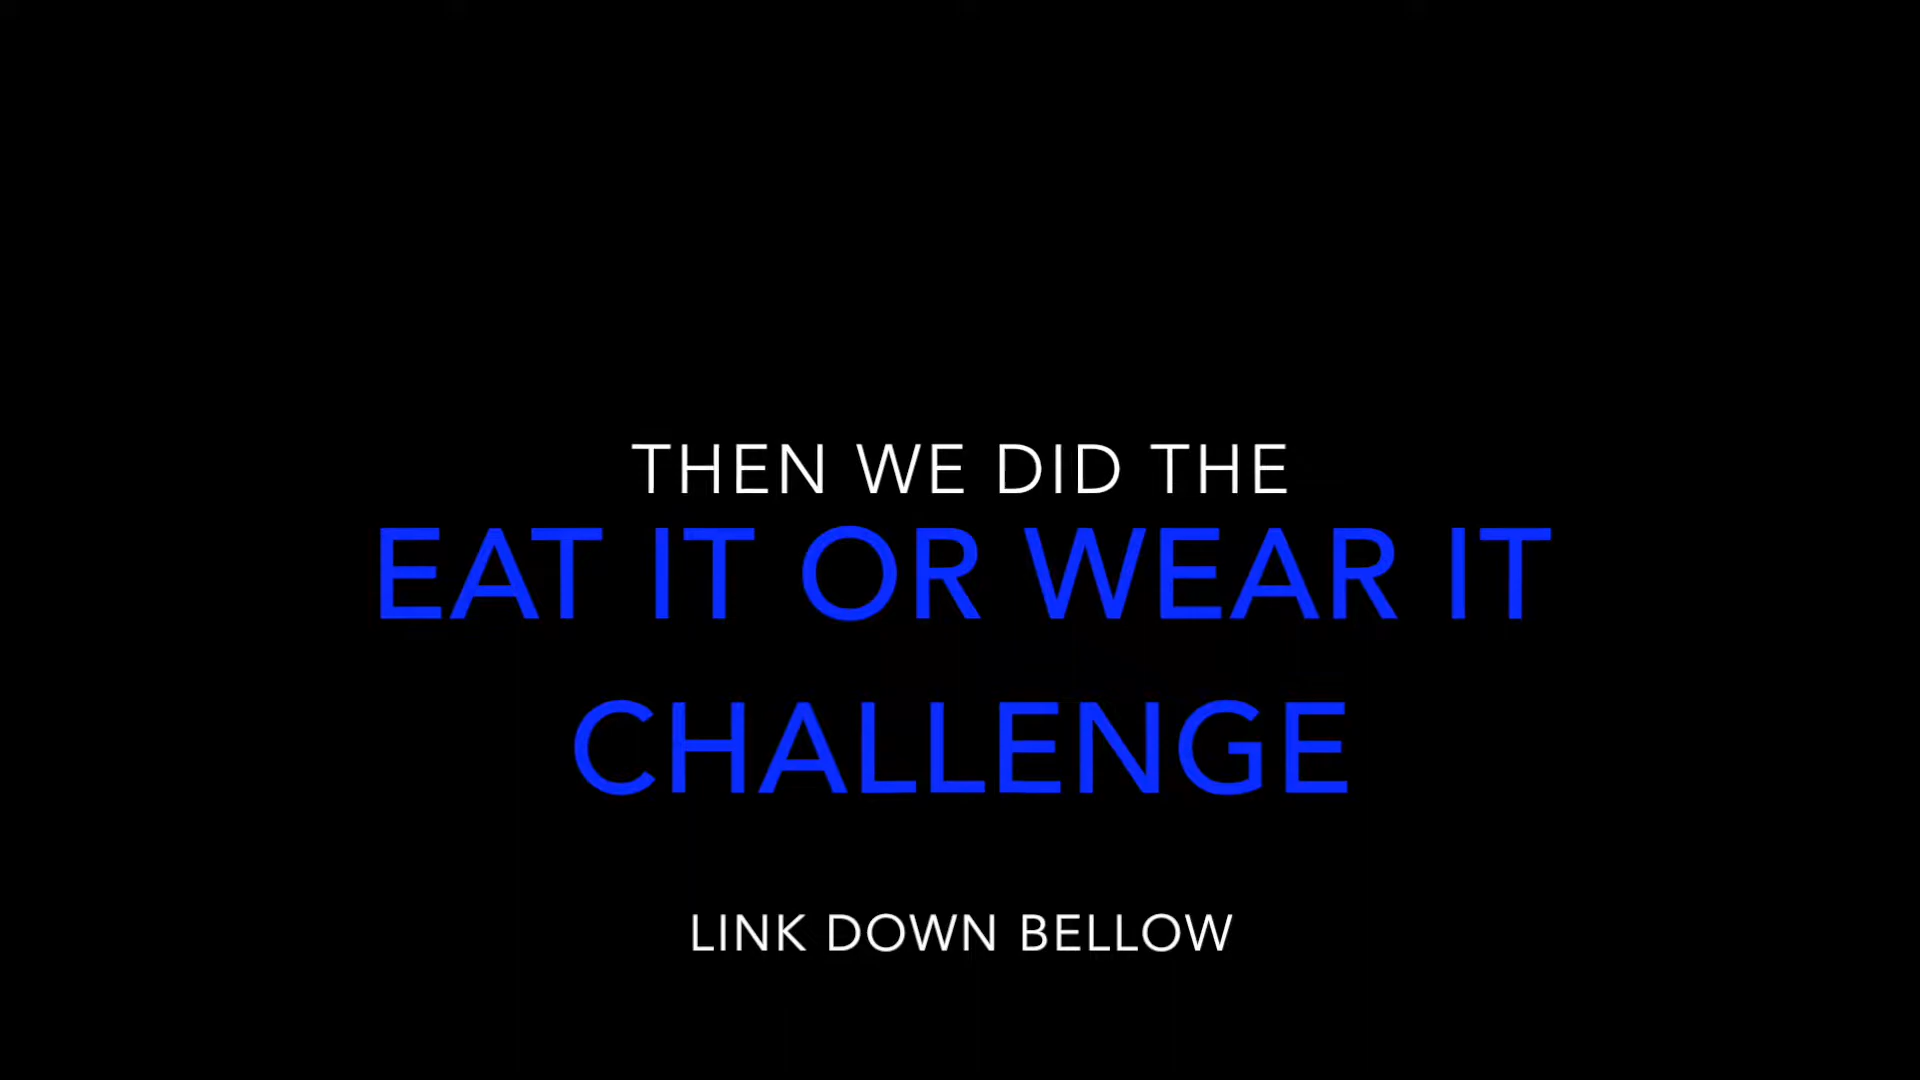 THEN WE DID THE
EAT IT OR WEAR IT
CHALLENGE
LINK DOWN BELLOW